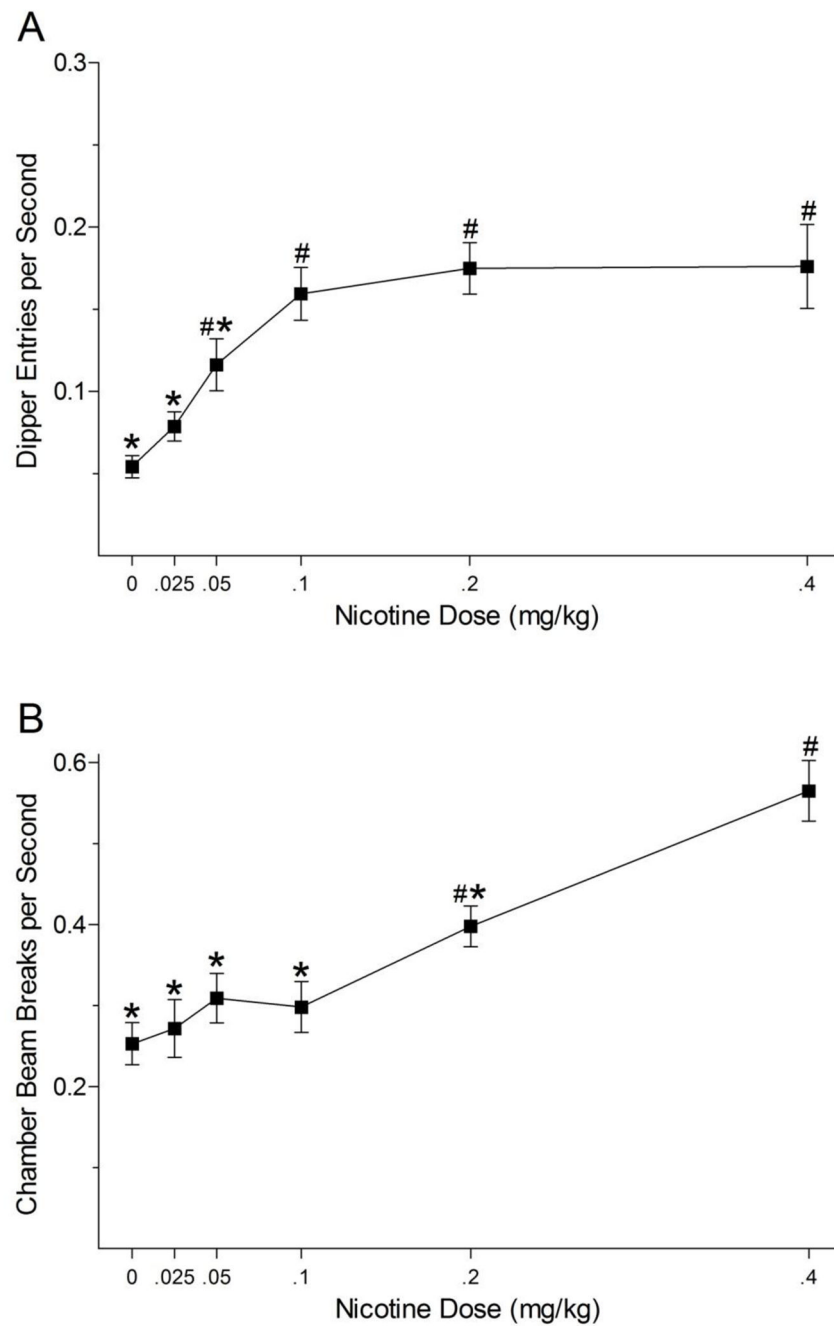 A
0.3
0.2
0.1
Dipper Entries per Second
* * #* # # #
0 .025 .05 .1 .2 .4
Nicotine Dose (mg/kg)
B
0.6
0.4
0.2
Chamber Beam Breaks per Second
* * * * #* #
0 .025 .05 .1 .2 .4
Nicotine Dose (mg/kg)